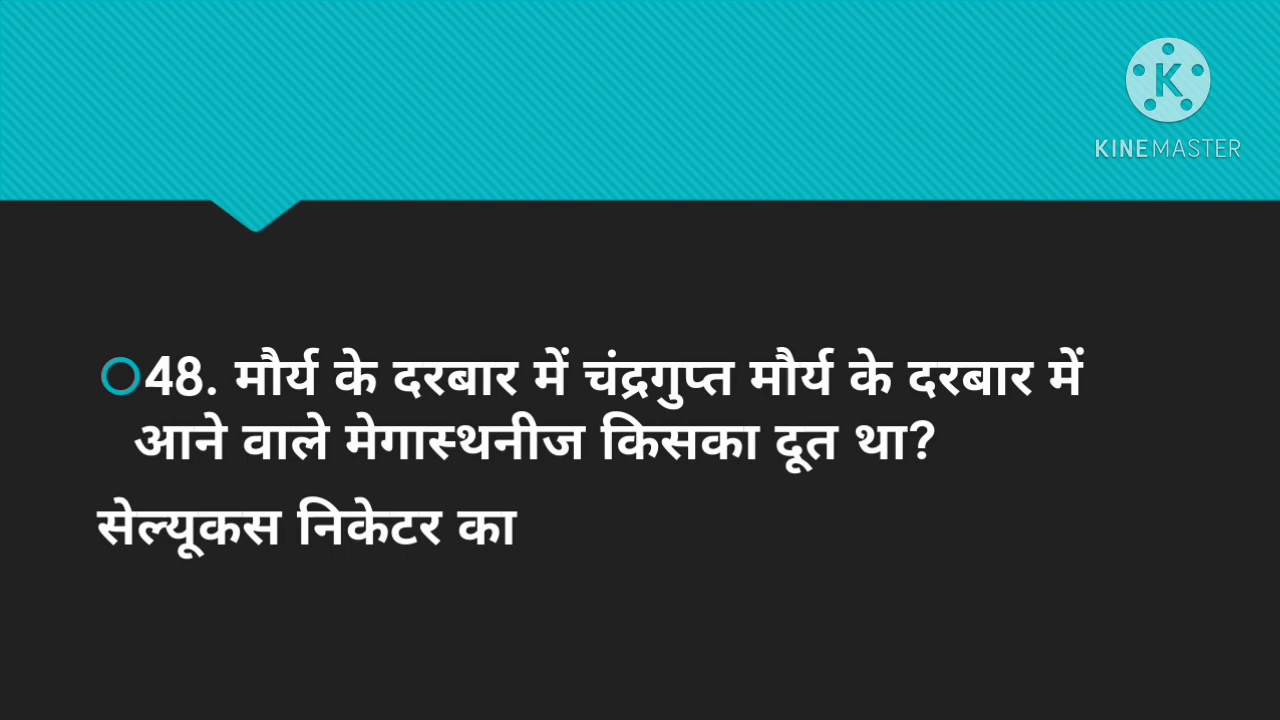 KINEMASTER
48. मौर्य के दरबार में चंद्रगुप्त मौर्य के दरबार में
आने वाले मेगास्थनीज किसका दूत था?
सेल्यूकस निकेटर का